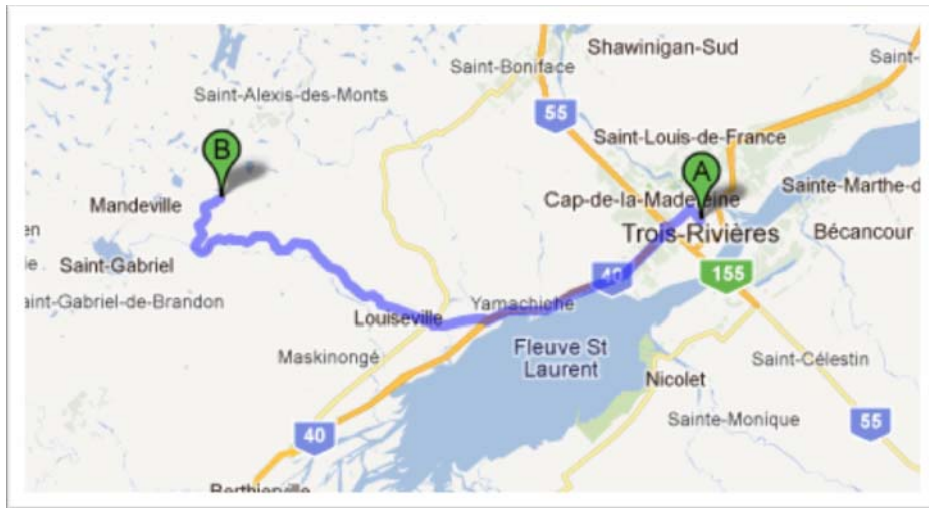 Shawinigan-Sud
Saint-Boniface
Saint-
Saint-Alexis-des-Monts
55
Saint-Louis-de-France
B
A
Mandeville
Cap-de-la-Madeleine
Sainte-Marthe-d
en
Trois-Rivières
Bécancour
e
Saint-Gabriel
40
155
aint-Gabriel-de-Brandon
Yamachiche
Louiseville
Maskinongé
Fleuve St
Laurent
Saint-Célestin
Nicolet
Sainte-Monique
55
40
Berthierville